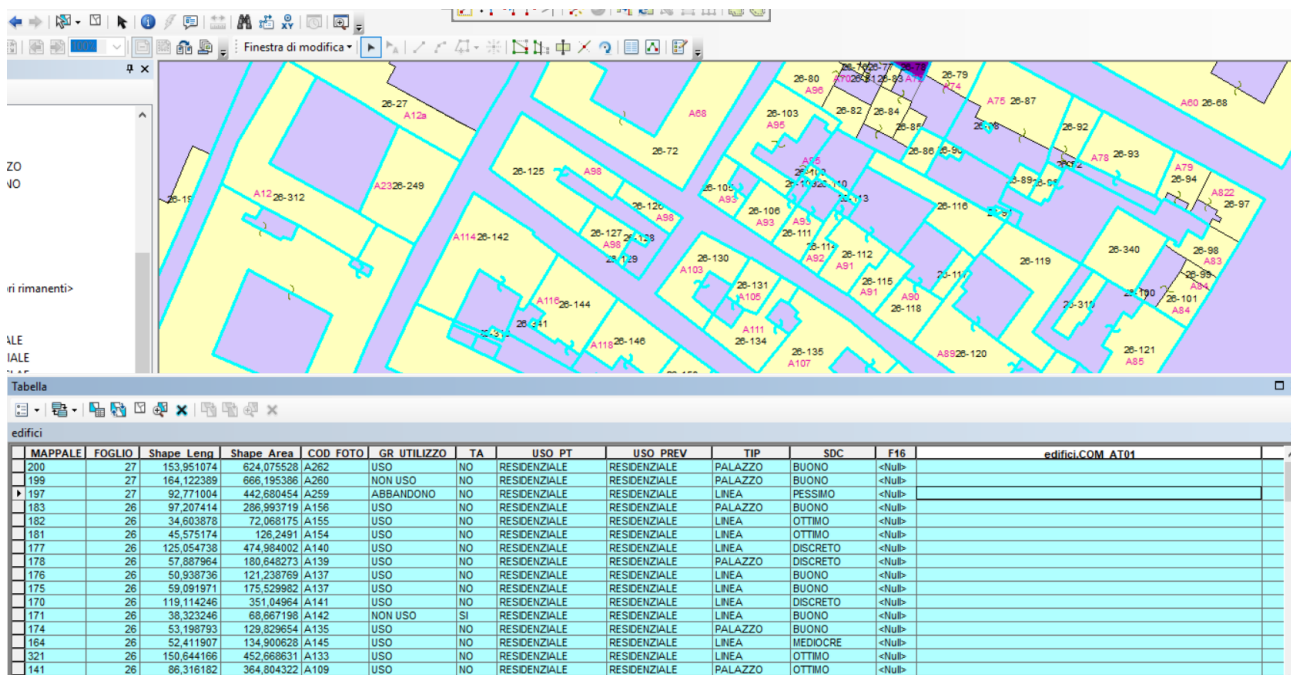 Finestra di modifica
ZZO
NO
ori rimanenti>
ALE
IALE
26-80
A96
26-79
A74
26-27
A12a
A68
26-103
A95
26-82
26-84
A75 26-87
A60 26-68
26-92
26-72
26-86
A78 26-93
A79
26-94
26-125
A98
A822
26-97
A12 26-312
A23 26-249
A93
26-106
A93
26-116
A98
26-127
A98
26-111
A92
26-112
A91
A114 26-142
26-130
A103
26-119
26-340
26-98
A83
26-131
A105
26-115
A91
A90
26-118
26-101
A84
A116 26-144
26-341
A111
26-134
A118 26-146
26-135
A107
A89 26-120
26-121
A85
Tabella
edifici
MAPPALE FOGLIO Shape_Leng Shape_Area COD_FOTO GR_UTILIZZO TA USO_PT USO_PREV TIP SDC F16 edifici.COM_AT01
200 27 153,951074 624,075528 A262 USO NO RESIDENZIALE RESIDENZIALE PALAZZO BUONO <Null>
199 27 164,122389 666,195386 A260 NON USO NO RESIDENZIALE RESIDENZIALE PALAZZO BUONO <Null>
197 27 92,771004 442,680454 A259 ABBANDONO NO RESIDENZIALE RESIDENZIALE LINEA PESSIMO <Null>
183 26 97,207414 286,993719 A156 USO NO RESIDENZIALE RESIDENZIALE PALAZZO BUONO <Null>
182 26 34,603878 72,068175 A155 USO NO RESIDENZIALE RESIDENZIALE LINEA OTTIMO <Null>
181 26 45,575174 126,2491 A154 USO NO RESIDENZIALE RESIDENZIALE LINEA OTTIMO <Null>
177 26 125,054738 474,984002 A140 USO NO RESIDENZIALE RESIDENZIALE LINEA DISCRETO <Null>
178 26 57,887964 180,648273 A139 USO NO RESIDENZIALE RESIDENZIALE PALAZZO DISCRETO <Null>
176 26 50,938736 121,238769 A137 USO NO RESIDENZIALE RESIDENZIALE LINEA BUONO <Null>
175 26 59,091971 175,529982 A137 USO NO RESIDENZIALE RESIDENZIALE LINEA BUONO <Null>
170 26 119,114246 351,04964 A141 USO NO RESIDENZIALE RESIDENZIALE LINEA DISCRETO <Null>
171 26 38,323246 68,667198 A142 NON USO SI RESIDENZIALE RESIDENZIALE LINEA BUONO <Null>
174 26 53,198793 129,829654 A135 USO NO RESIDENZIALE RESIDENZIALE PALAZZO BUONO <Null>
164 26 52,411907 134,900628 A145 USO NO RESIDENZIALE RESIDENZIALE LINEA MEDIOCRE <Null>
321 26 150,644166 452,668631 A133 USO NO RESIDENZIALE RESIDENZIALE LINEA OTTIMO <Null>
141 26 86,316182 364,804322 A109 USO NO RESIDENZIALE RESIDENZIALE PALAZZO OTTIMO <Null>